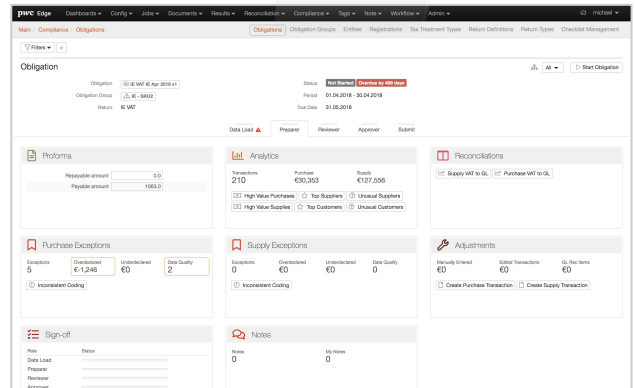 pwc Edge Dashboards Config Jobs Documents Results Reconciliation Compliance Tags Note Workflow Admin michael
Main / Compliance / Obligations Obligations Obligation Groups Entities Registrations Tax Treatment Types Return Definitions Return Types Checklist Management
Filters +
Obligation All Start Obligation
Obligation IE VAT IE Apr 2018 v1 Status Not Started Overdue by 490 days
Obligation Group IE - SRU2 Period 01.04.2018 - 30.04.2018
Return IE VAT Due Date 31.05.2018
Data Load Preparer Reviewer Approver Submit
Proforma
Repayable amount 0.0
Payable amount 1063.0
Analytics
Transactions Purchase Supply
210 €30,353 €127,556
High Value Purchases Top Suppliers Unusual Suppliers
High Value Supplies Top Customers Unusual Customers
Reconciliations
Supply VAT to GL Purchase VAT to GL
Purchase Exceptions
Exceptions Overdeclared Underdeclared Data Quality
5 €-1,246 €0 2
Inconsistent Coding
Supply Exceptions
Exceptions Overdeclared Underdeclared Data Quality
0 €0 €0 0
Inconsistent Coding
Adjustments
Manually Entered Edited Transactions GL Rec Items
€0 €0 €0
Create Purchase Transaction Create Supply Transaction
Sign-off
Role Status
Data Load
Preparer
Reviewer
Approver
Notes
Notes My Notes
0 0